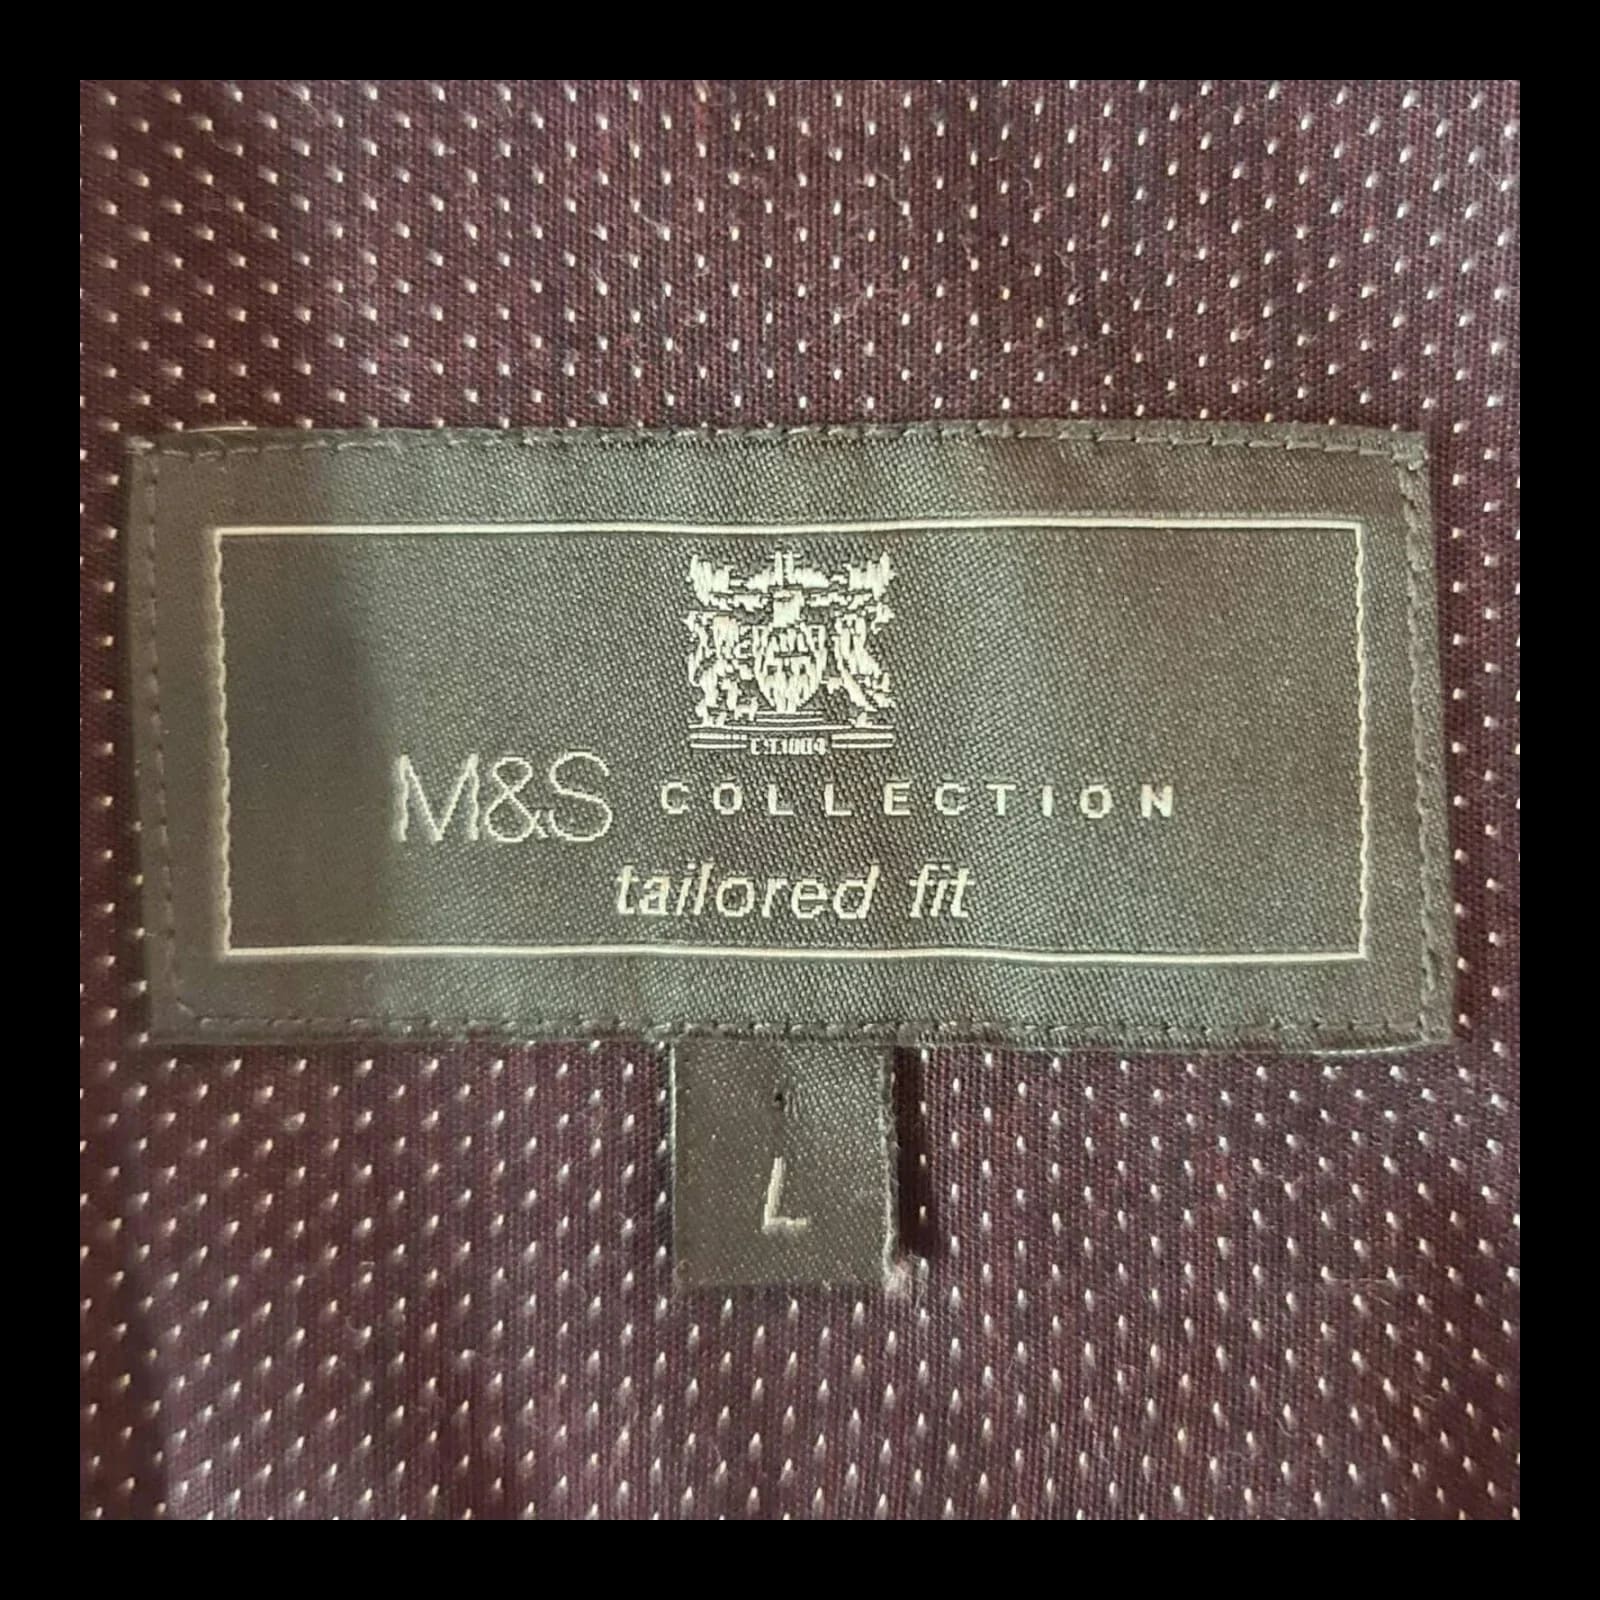 EST.1884
M&S COLLECTION
tailored fit
L